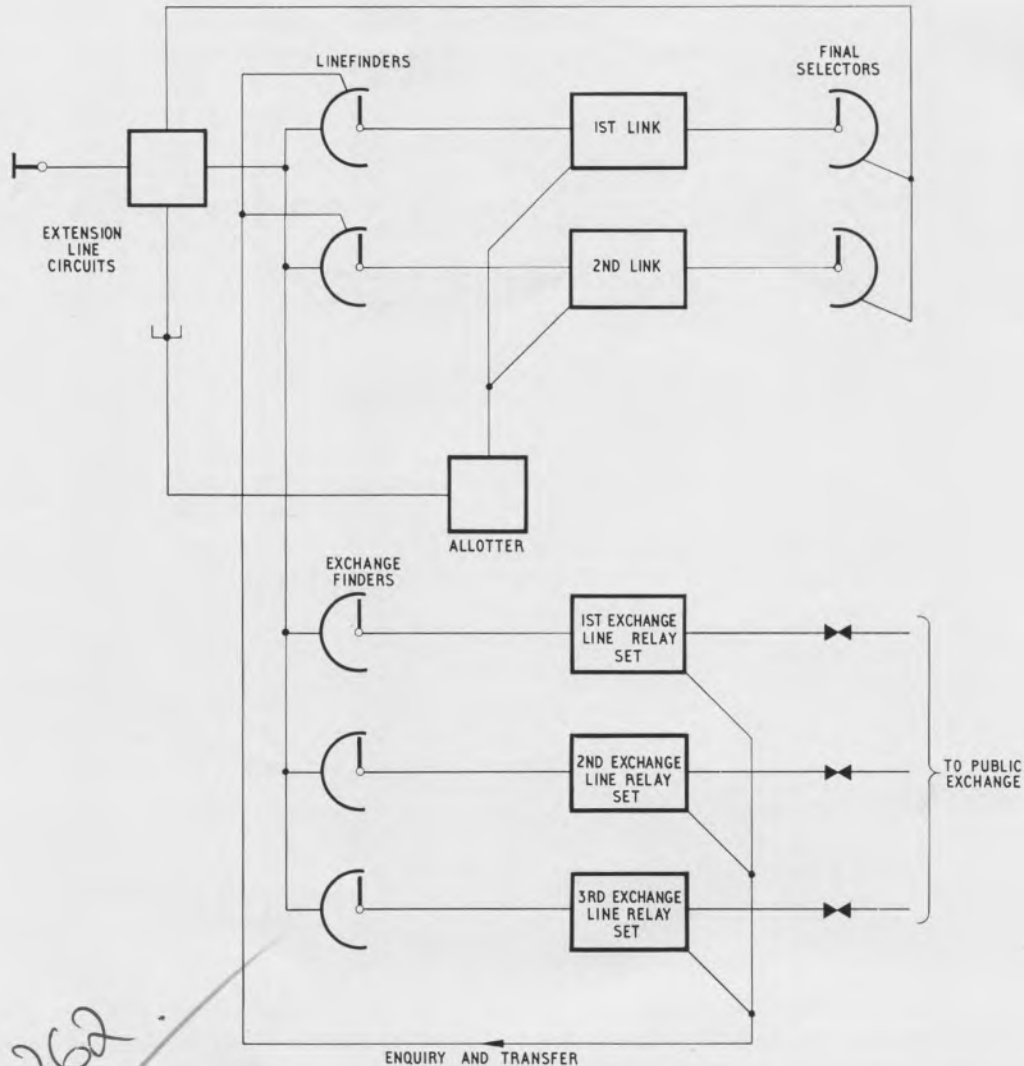 LINEFINDERS
FINAL
SELECTORS
1ST LINK
EXTENSION
LINE
CIRCUITS
2ND LINK
ALLOTTER
EXCHANGE
FINDERS
1ST EXCHANGE
LINE RELAY
SET
2ND EXCHANGE
LINE RELAY
SET
TO PUBLIC
EXCHANGE
3RD EXCHANGE
LINE RELAY
SET
262
ENQUIRY AND TRANSFER